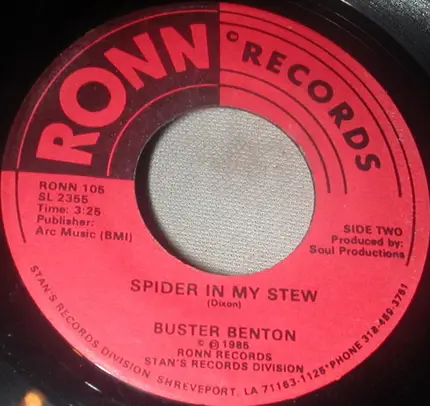 RONN
© RECORDS
RONN 105
SL 2355
Time: 3:25
Publisher:
Arc Music (BMI)
SIDE TWO
Produced by:
Soul Productions
SPIDER IN MY STEW
(Dixon)
BUSTER BENTON
© ℗ 1985
RONN RECORDS
STAN'S RECORDS DIVISION
STAN'S RECORDS DIVISION SHREVEPORT, LA 71163-1128 * PHONE 318-459-3751